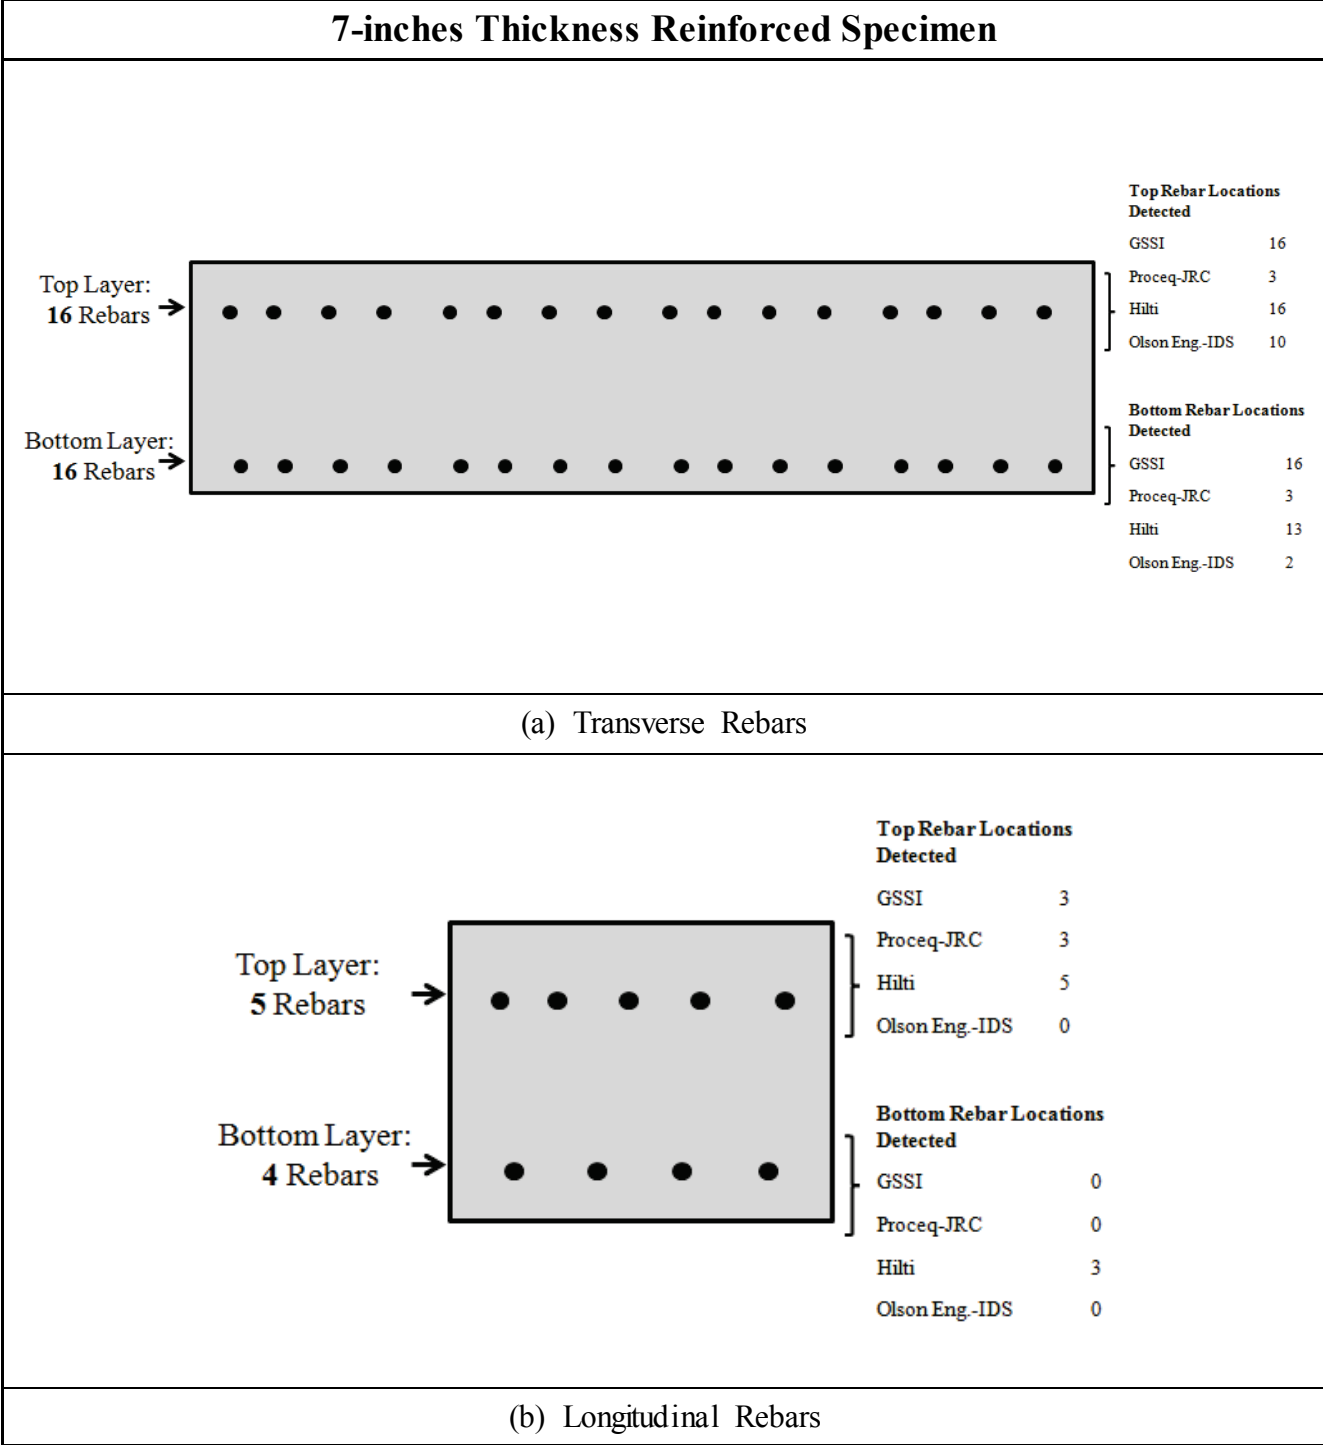 7-inches Thickness Reinforced Specimen
Top Rebar Locations
Detected
GSSI 16
Proceq-JRC 3
Hilti 16
Olson Eng.-IDS 10
Top Layer:
16 Rebars
Bottom Rebar Locations
Detected
GSSI 16
Proceq-JRC 3
Hilti 13
Olson Eng.-IDS 2
Bottom Layer:
16 Rebars
(a) Transverse Rebars
Top Rebar Locations
Detected
GSSI 3
Proceq-JRC 3
Hilti 5
Olson Eng.-IDS 0
Top Layer:
5 Rebars
Bottom Rebar Locations
Detected
GSSI 0
Proceq-JRC 0
Hilti 3
Olson Eng.-IDS 0
Bottom Layer:
4 Rebars
(b) Longitudinal Rebars